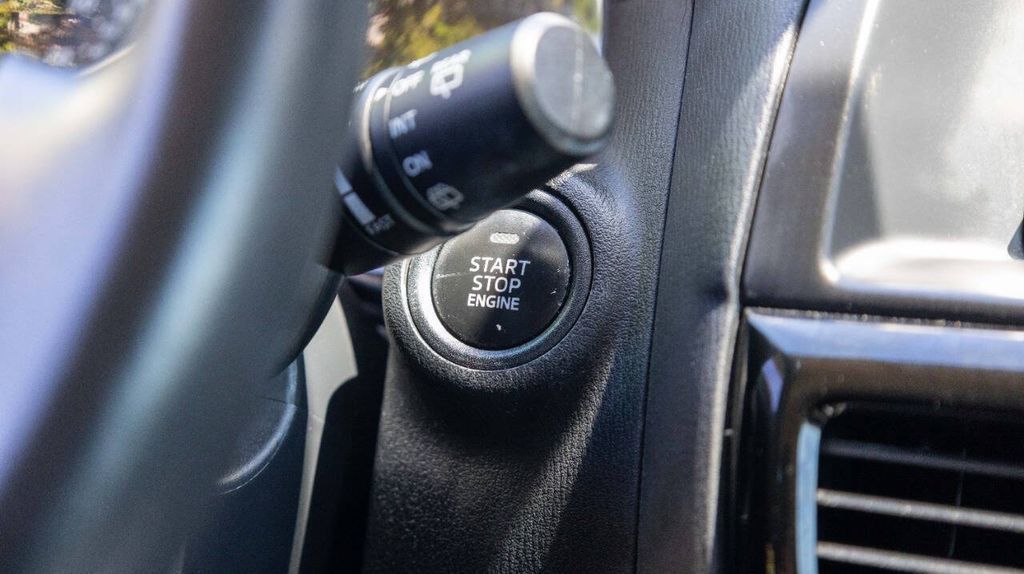 OFF
INT
ON
START
STOP
ENGINE